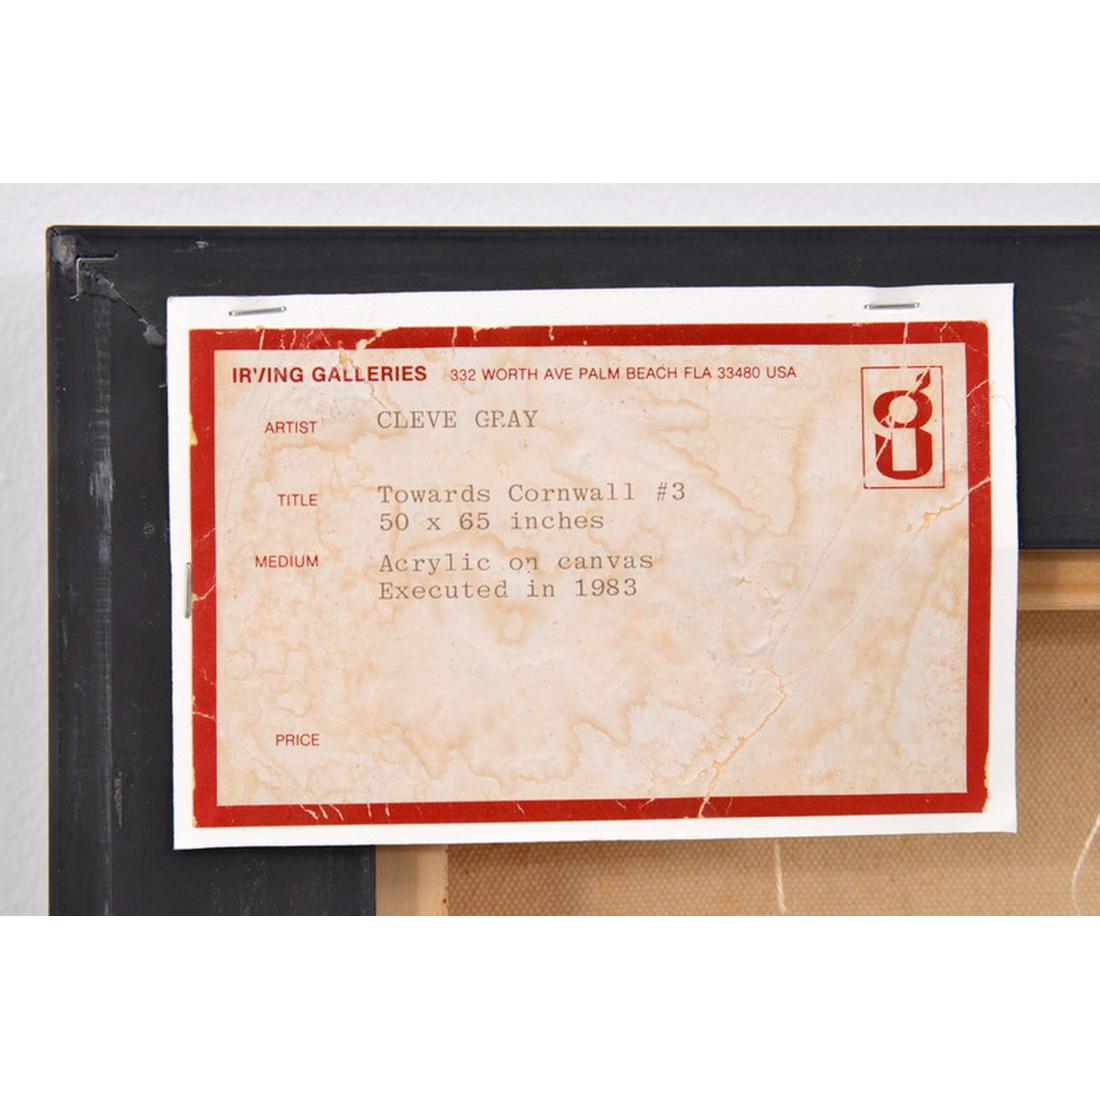 IRVING GALLERIES 332 WORTH AVE PALM BEACH FLA 33480 USA
ARTIST CLEVE GRAY
TITLE Towards Cornwall #3
50 x 65 inches
MEDIUM Acrylic on canvas
Executed in 1983
PRICE